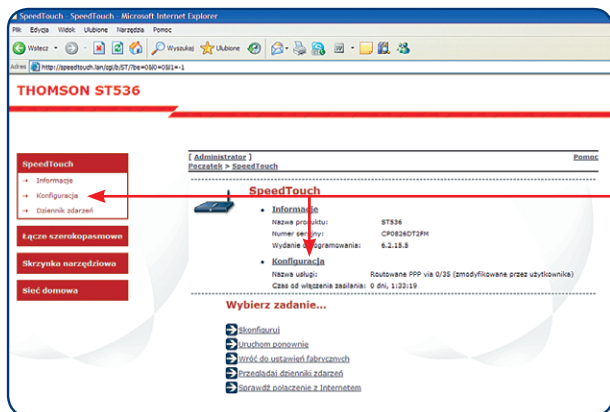 SpeedTouch - SpeedTouch - Microsoft Internet Explorer
Plik Edycja Widok Ulubione Narzędzia Pomoc
Wstecz Wyszukaj Ulubione
Adres http://speedtouch.lan/cgi/b/ST/?be=0&l0=0&l1=-1
THOMSON ST536
SpeedTouch
Informacje
Konfiguracja
Dziennik zdarzeń
Łącze szerokopasmowe
Skrzynka narzędziowa
Sieć domowa
[ Administrator ] Pomoc
Początek > SpeedTouch
SpeedTouch
• Informacje
Nazwa produktu: ST536
Numer seryjny: CP0826DT2FM
Wydanie oprogramowania: 6.2.15.5
• Konfiguracja
Nazwa usługi: Routowane PPP via 0/35 (zmodyfikowane przez użytkownika)
Czas od włączenia zasilania: 0 dni, 1:33:19
Wybierz zadanie...
Skonfiguruj
Uruchom ponownie
Wróć do ustawień fabrycznych
Przeglądaj dzienniki zdarzeń
Sprawdź połączenie z Internetem